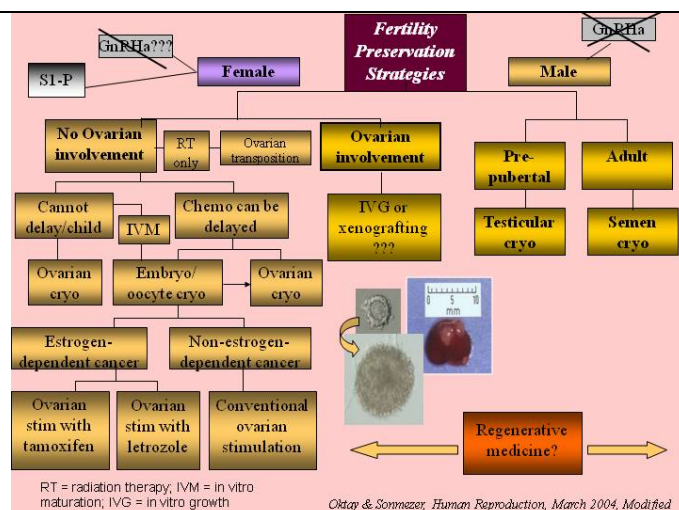 Fertility
Preservation
Strategies
GnRHa???
S1-P
Female
GnRHa
Male
No Ovarian
involvement
RT
only
Ovarian
transposition
Ovarian
involvement
Pre-
pubertal
Adult
Cannot
delay/child
IVM
Chemo can be
delayed
IVG or
xenografting
???
Testicular
cryo
Semen
cryo
Ovarian
cryo
Embryo/
oocyte cryo
Ovarian
cryo
0 5 10
mm
Estrogen-
dependent cancer
Non-estrogen-
dependent cancer
Ovarian
stim with
tamoxifen
Ovarian
stim with
letrozole
Conventional
ovarian
stimulation
Regenerative
medicine?
RT = radiation therapy; IVM = in vitro
maturation; IVG = in vitro growth
Oktay & Sonmezer, Human Reproduction, March 2004, Modified